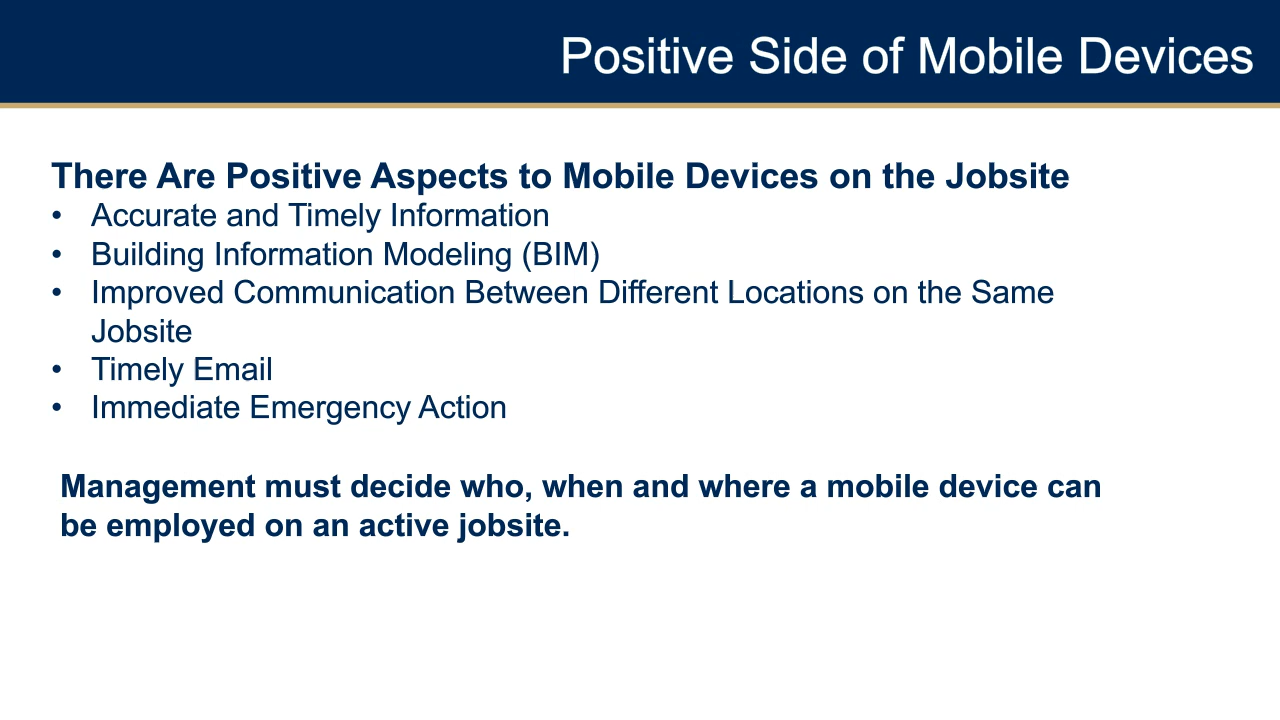 Positive Side of Mobile Devices
There Are Positive Aspects to Mobile Devices on the Jobsite
• Accurate and Timely Information
• Building Information Modeling (BIM)
• Improved Communication Between Different Locations on the Same
Jobsite
• Timely Email
• Immediate Emergency Action
Management must decide who, when and where a mobile device can
be employed on an active jobsite.